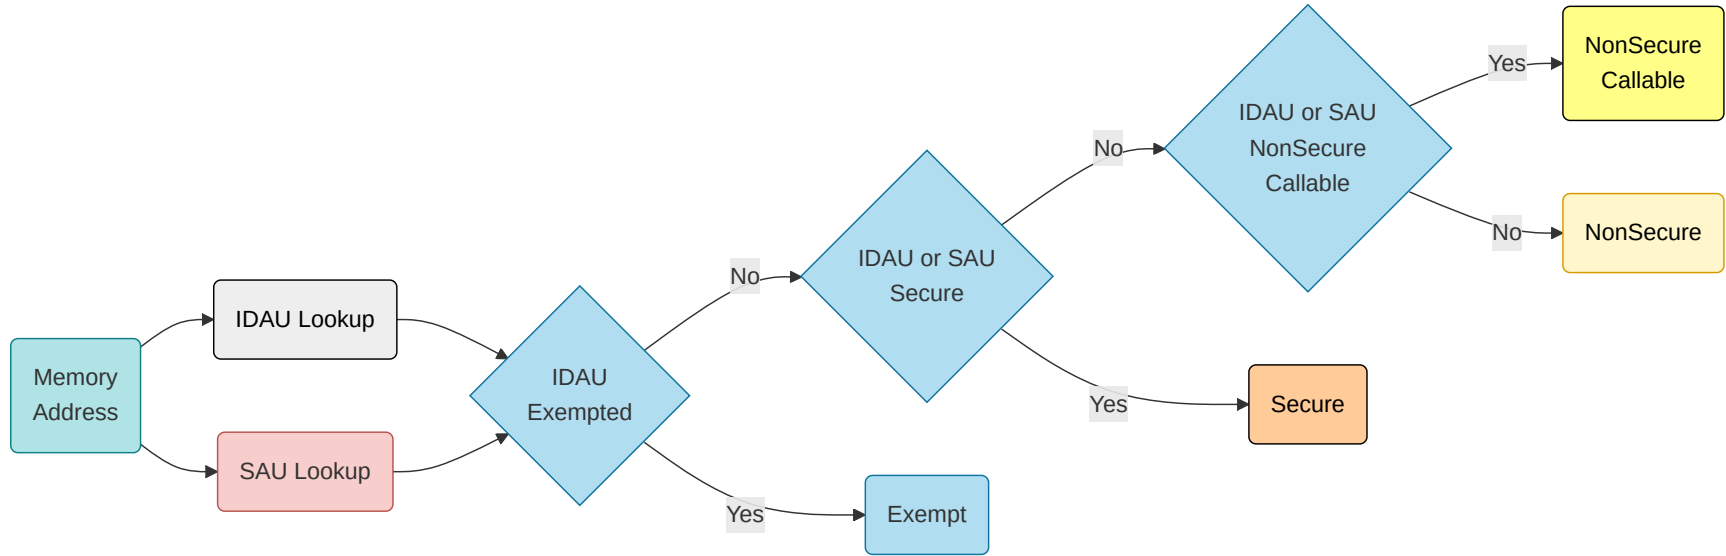 Memory
Address
IDAU Lookup
SAU Lookup
IDAU
Exempted
No
Yes
Exempt
IDAU or SAU
Secure
No
Yes
Secure
IDAU or SAU
NonSecure
Callable
Yes
No
NonSecure
Callable
NonSecure